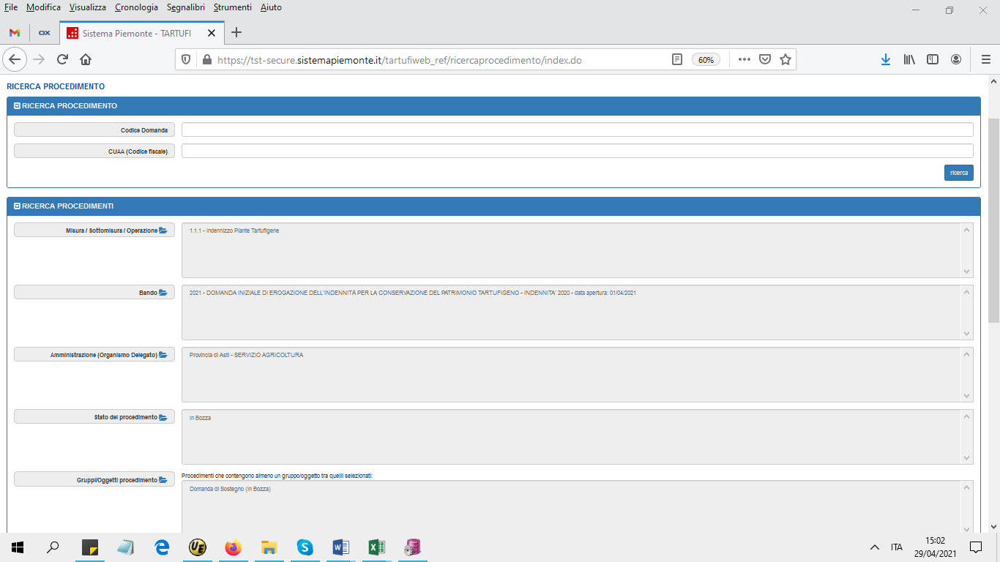 File Modifica Visualizza Cronologia Segnalibri Strumenti Aiuto
OX Sistema Piemonte - TARTUFI
https://tst-secure.sistemapiemonte.it/tartufiweb_ref/ricercaprocedimento/index.do 60%
RICERCA PROCEDIMENTO
RICERCA PROCEDIMENTO
Codice Domanda
CUAA (Codice fiscale)
ricerca
RICERCA PROCEDIMENTI
Misura / Sottomisura / Operazione 1.1.1 - Indennizzo Piante Tartufigene
Bando 2021 - DOMANDA INIZIALE DI EROGAZIONE DELL'INDENNITÀ PER LA CONSERVAZIONE DEL PATRIMONIO TARTUFIGENO - INDENNITA' 2020 - data apertura: 01/04/2021
Amministrazione (Organismo Delegato) Provincia di Asti - SERVIZIO AGRICOLTURA
Stato del procedimento In Bozza
Gruppi/Oggetti procedimento Procedimenti che contengono almeno un gruppo/oggetto tra quelli selezionati:
Domanda di Sostegno (In Bozza)
UE S W X ITA 15:02
29/04/2021